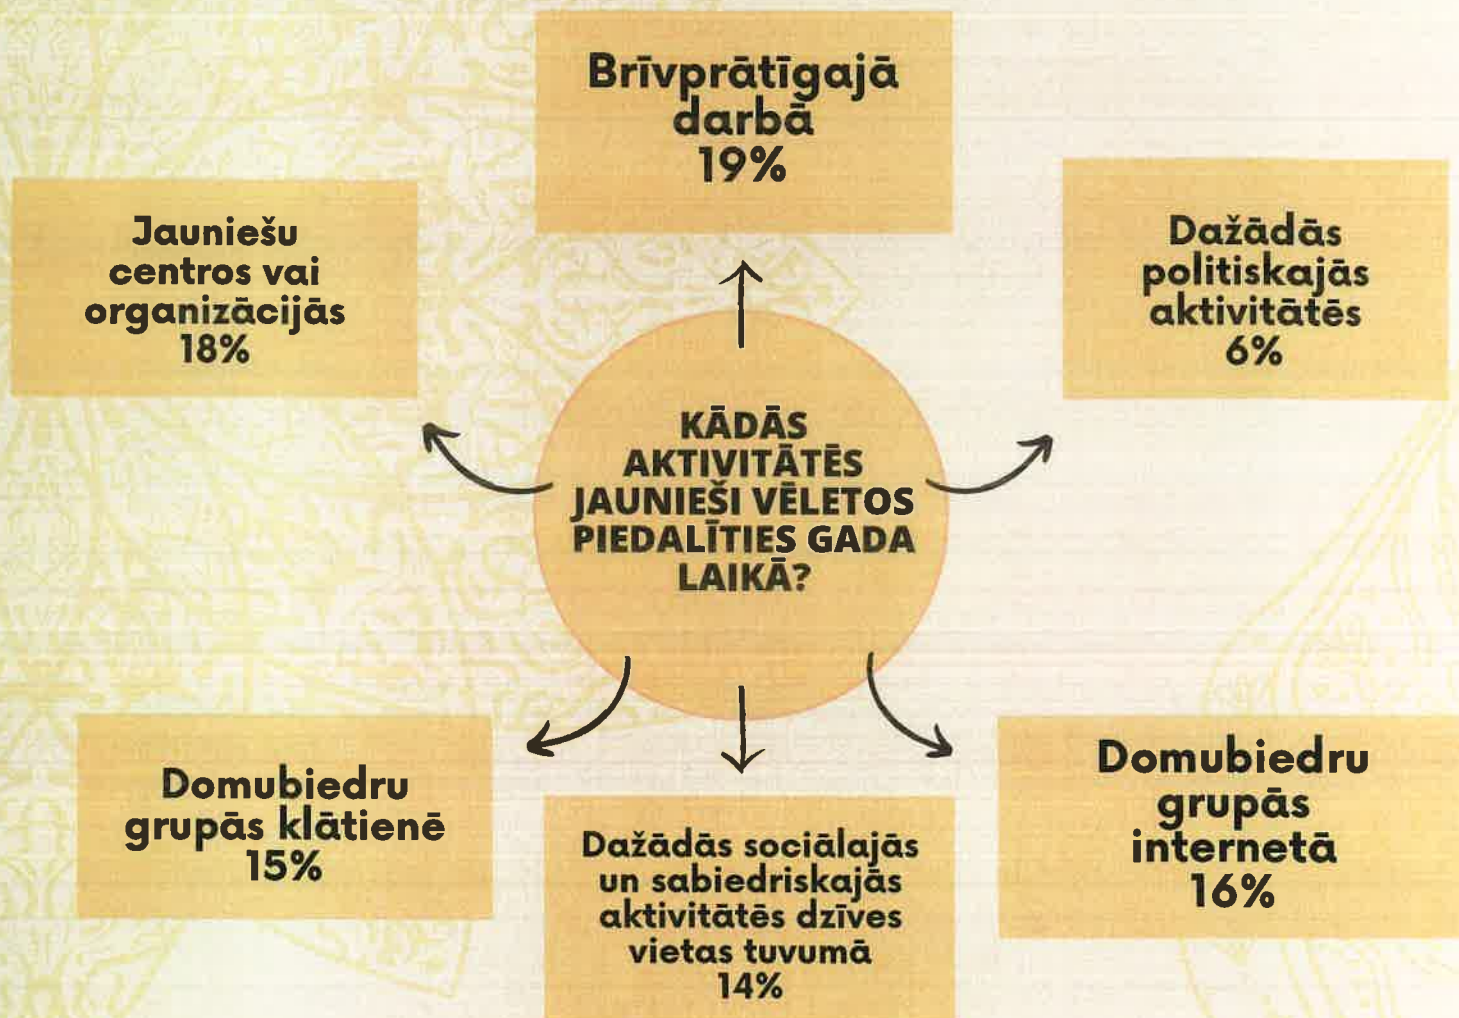 Brīvprātīgajā
darbā
19%
Jauniešu
centros vai
organizācijās
18%
Dažādās
politiskajās
aktivitātēs
6%
KĀDĀS
AKTIVITĀTĒS
JAUNIEŠI VĒLETOS
PIEDALĪTIES GADA
LAIKĀ?
Domubiedru
grupās klātienē
15%
Dažādās sociālajās
un sabiedriskajās
aktivitātēs dzīves
vietas tuvumā
14%
Domubiedru
grupās
internetā
16%